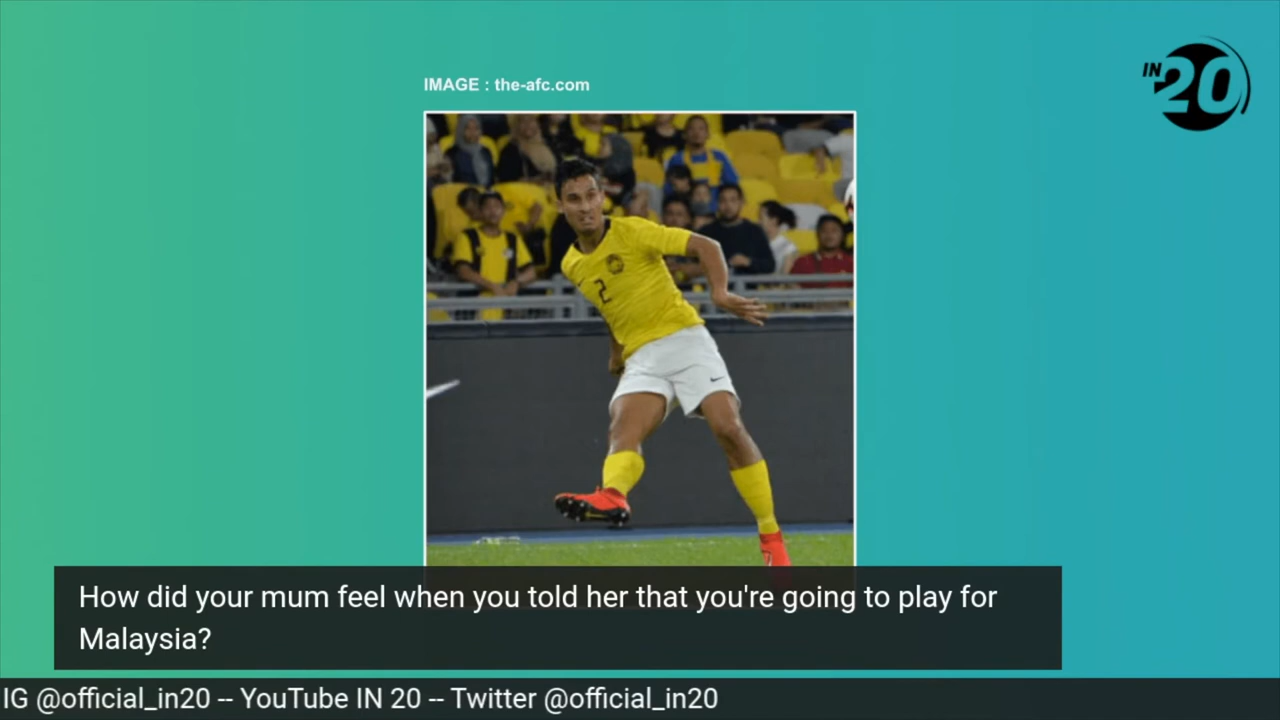 IMAGE : the-afc.com
IN
20
2
How did your mum feel when you told her that you're going to play for
Malaysia?
IG @official_in20 -- YouTube IN 20 -- Twitter @official_in20